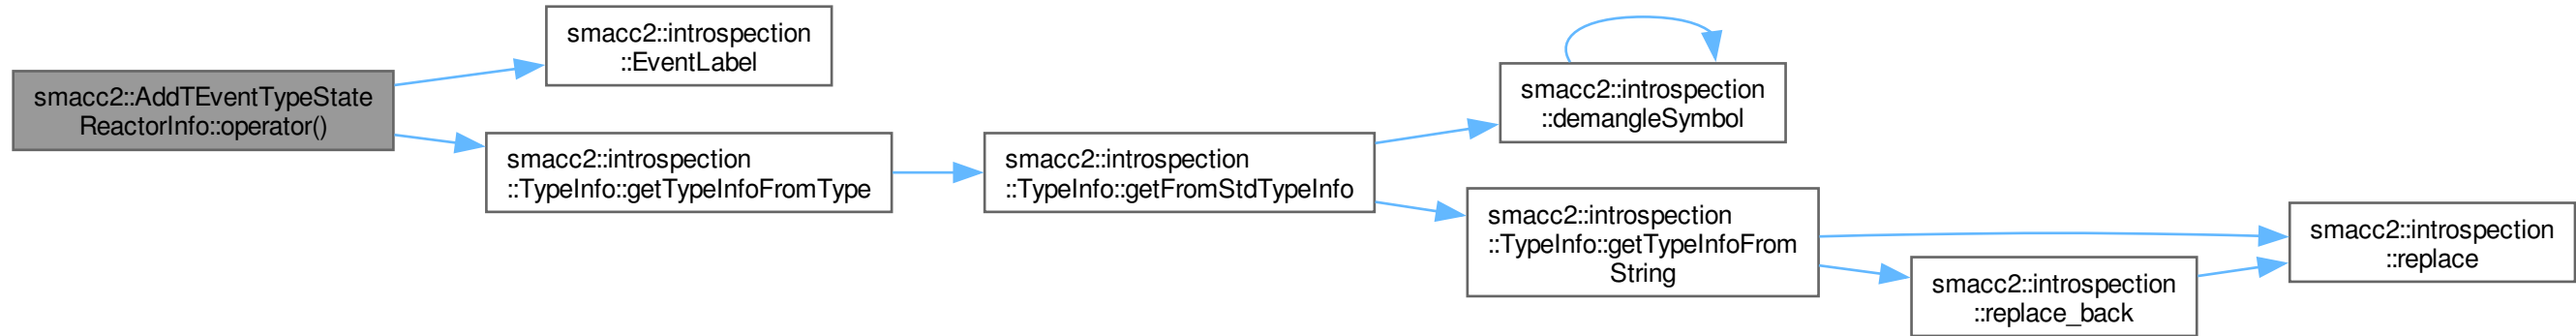 smacc2::AddTEventTypeState
ReactorInfo::operator()
smacc2::introspection
::EventLabel
smacc2::introspection
::TypeInfo::getTypeInfoFromType
smacc2::introspection
::TypeInfo::getFromStdTypeInfo
smacc2::introspection
::demangleSymbol
smacc2::introspection
::TypeInfo::getTypeInfoFrom
String
smacc2::introspection
::replace_back
smacc2::introspection
::replace